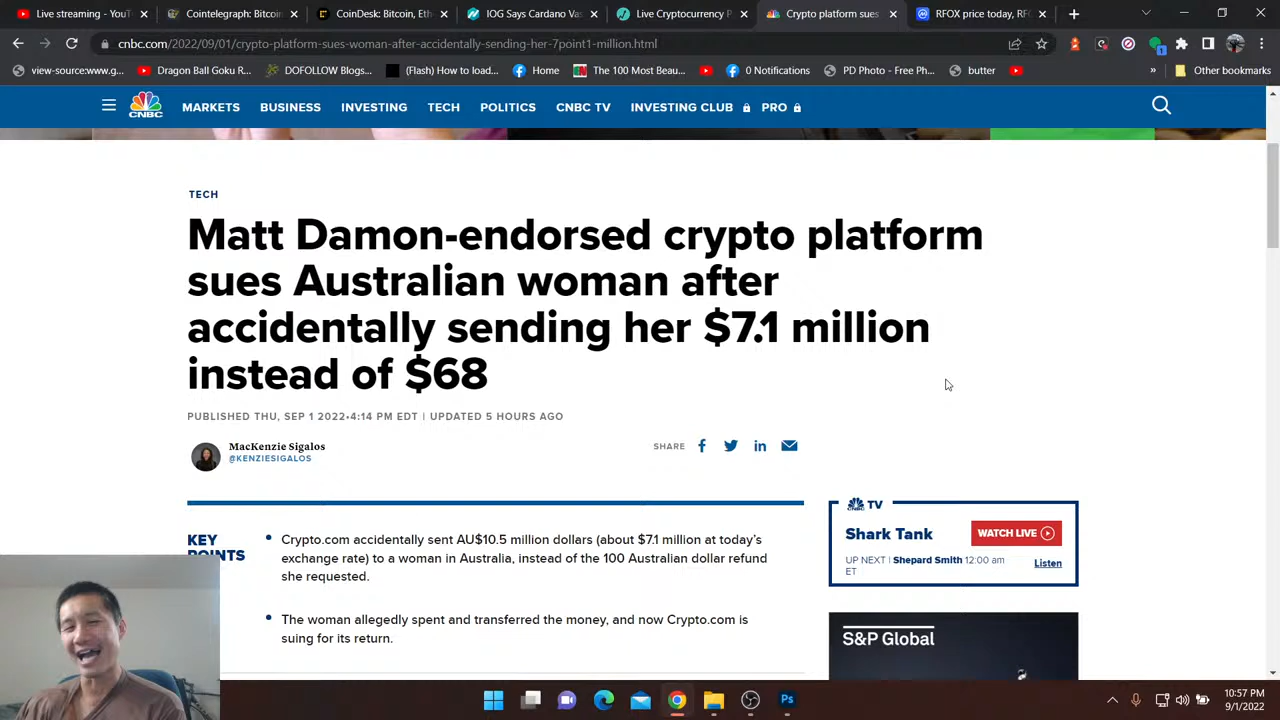 Live Cryptocurrency P
Cointelegraph: Bitcoin
CoinDesk: Bitcoin, Eth
IOG Says Cardano Vas
Live Cryptocurrency P
Crypto platform sues
RFOX price today, RFO
cnbc.com/2022/09/01/crypto-platform-sues-woman-after-accidentally-sending-her-7point1-million.html
view-source:www.g...
Dragon Ball Goku R...
DOFOLLOW Blogs...
(Flash) How to load...
Home
The 100 Most Beau...
0 Notifications
PD Photo - Free Ph...
butter
»
Other bookmarks
CNBC
MARKETS
BUSINESS
INVESTING
TECH
POLITICS
CNBC TV
INVESTING CLUB
PRO
TECH
Matt Damon-endorsed crypto platform
sues Australian woman after
accidentally sending her $7.1 million
instead of $68
PUBLISHED THU, SEP 1 2022•4:14 PM EDT | UPDATED 5 HOURS AGO
MacKenzie Sigalos
@KENZIESIGALOS
SHARE
KEY
POINTS
Crypto.com accidentally sent AU$10.5 million dollars (about $7.1 million at today's
exchange rate) to a woman in Australia, instead of the 100 Australian dollar refund
she requested.
The woman allegedly spent and transferred the money, and now Crypto.com is
suing for its return.
TV
Shark Tank
WATCH LIVE
UP NEXT | Shepard Smith 12:00 am
ET
Listen
S&P Global
Ps
10:57 PM
9/1/2022